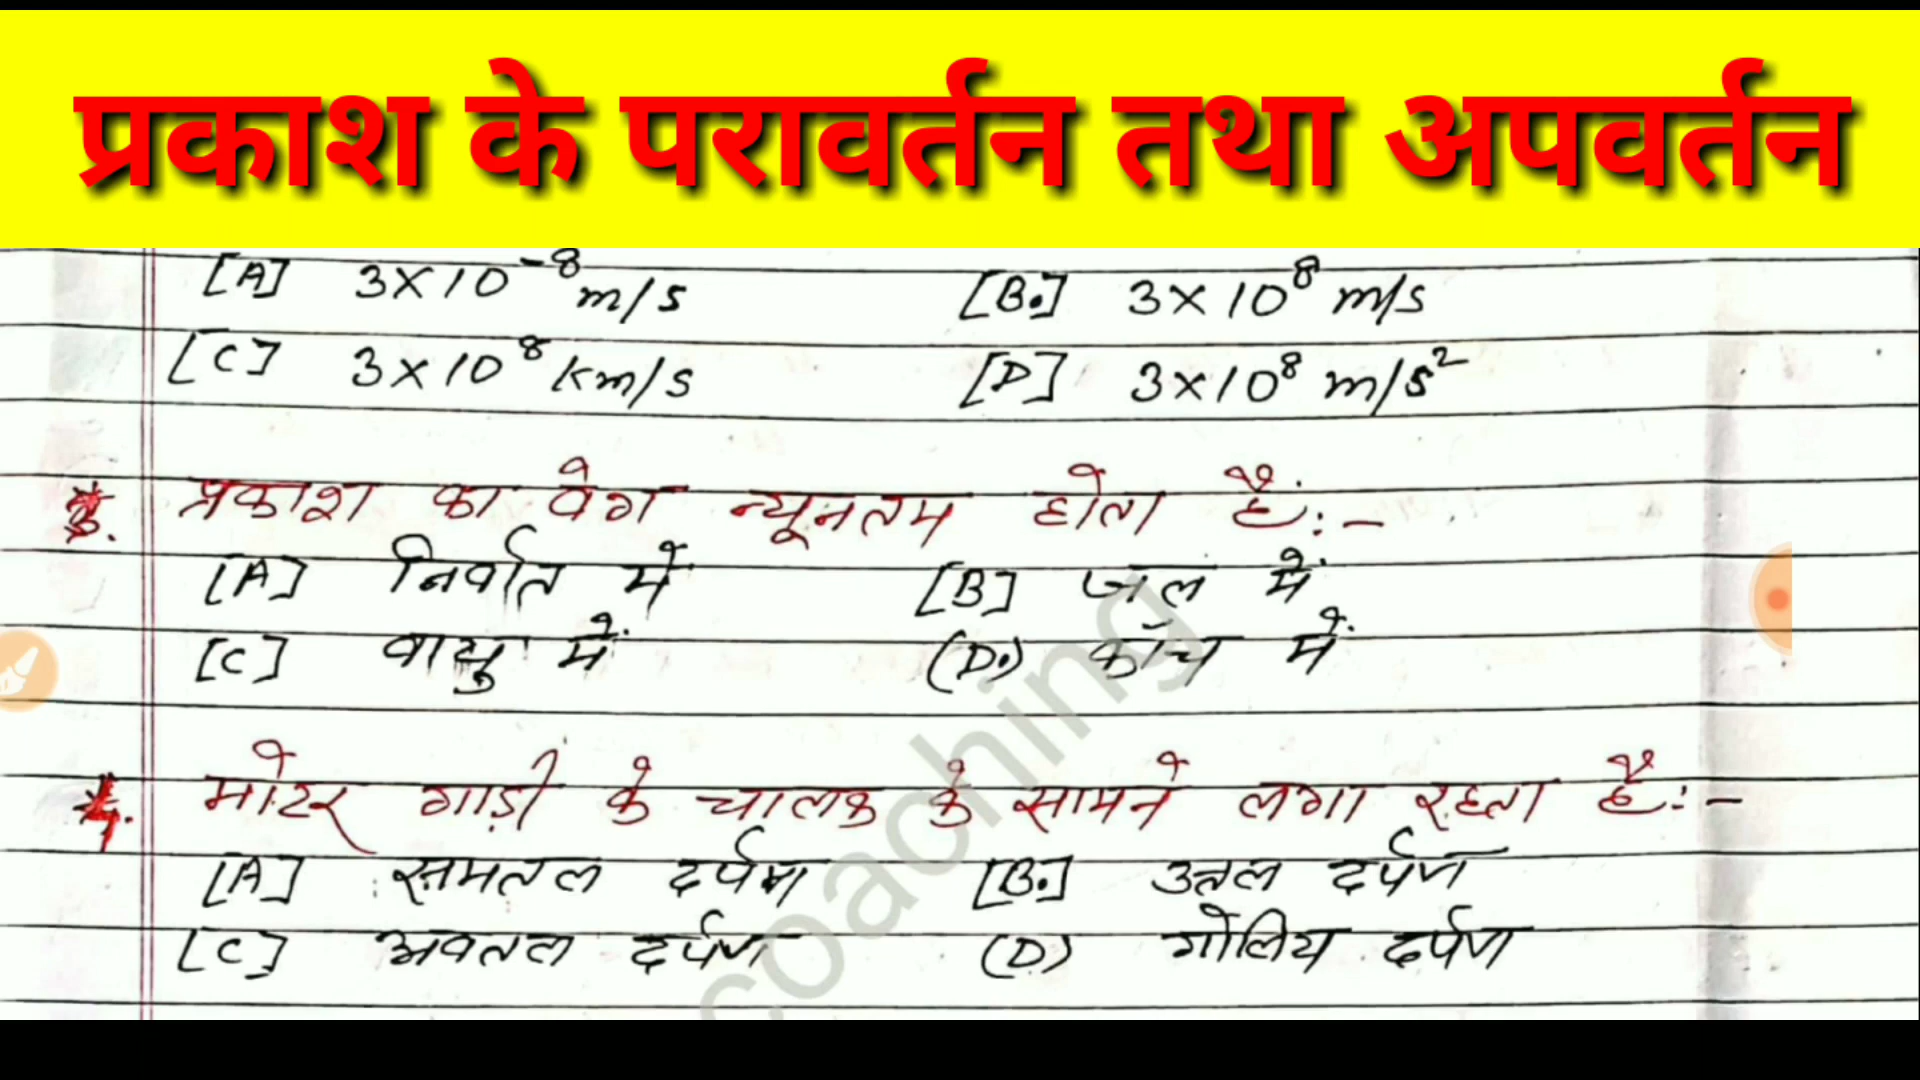 प्रकाश के परावर्तन तथा अपवर्तन
[A] 3×10⁻⁸ m/s [B.] 3×10⁸ m/s
[C] 3×10⁸ km/s [D] 3×10⁸ m/s²
3. प्रकाश का वेग न्यूनतम होता है:-
[A] निर्वात में [B] जल में
[C] वायु में (D.) काँच में
4. मोटर गाड़ी के चालक के सामने लगा रहता है:-
[A] समतल दर्पण [B.] उत्तल दर्पण
[C] अवतल दर्पण (D) गोलिय दर्पण
coaching